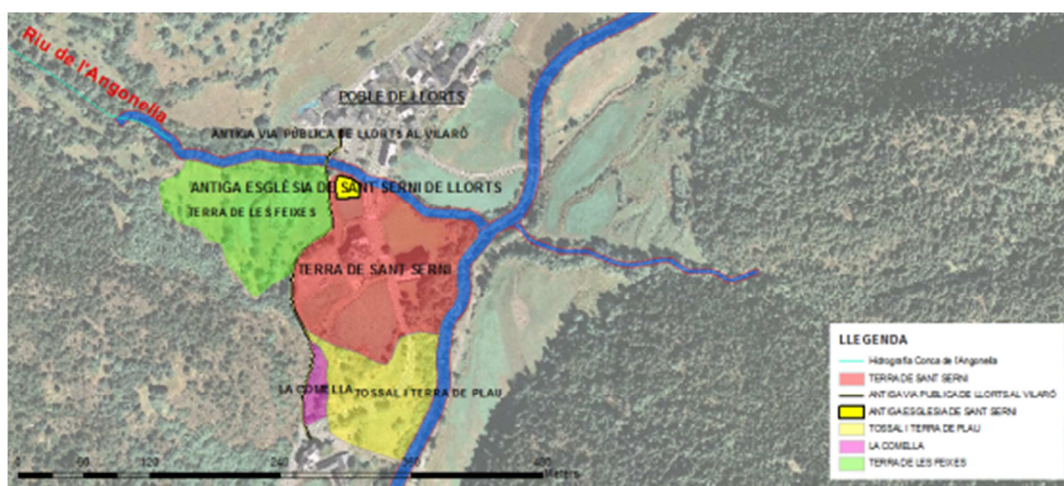 Riu de l'Angonella
POBLE DE LLORTS
ANTIGA VIA PÚBLICA DE LLORTS AL VILARÓ
ANTIGA ESGLÉSIA DE SANT SERNI DE LLORTS
TERRA DE LES FEIXES
TERRA DE SANT SERNI
LA COMELLA
TOSSAL I TERRA DE PLAU
0 60 120 240 360 480
Meters
LLEGENDA
Hidrografía Conca de l'Angonella
TERRA DE SANT SERNI
ANTIGA VIA PUBLICA DE LLORTS AL VILARÓ
ANTIGA ESGLESIA DE SANT SERNI
TOSSAL I TERRA DE PLAU
LA COMELLA
TERRA DE LES FEIXES